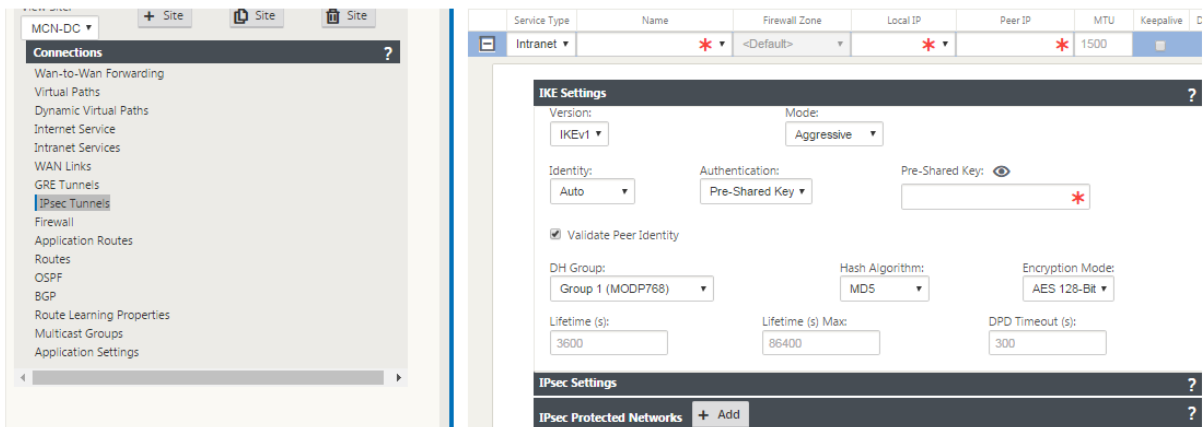 + Site Site Site
MCN-DC
Connections ?
Wan-to-Wan Forwarding
Virtual Paths
Dynamic Virtual Paths
Internet Service
Intranet Services
WAN Links
GRE Tunnels
IPsec Tunnels
Firewall
Application Routes
Routes
OSPF
BGP
Route Learning Properties
Multicast Groups
Application Settings
Service Type Name Firewall Zone Local IP Peer IP MTU Keepalive
Intranet * <Default> * * 1500
IKE Settings ?
Version: Mode:
IKEv1 Aggressive
Identity: Authentication: Pre-Shared Key:
Auto Pre-Shared Key *
Validate Peer Identity
DH Group: Hash Algorithm: Encryption Mode:
Group 1 (MODP768) MD5 AES 128-Bit
Lifetime (s): Lifetime (s) Max: DPD Timeout (s):
3600 86400 300
IPsec Settings ?
IPsec Protected Networks + Add ?